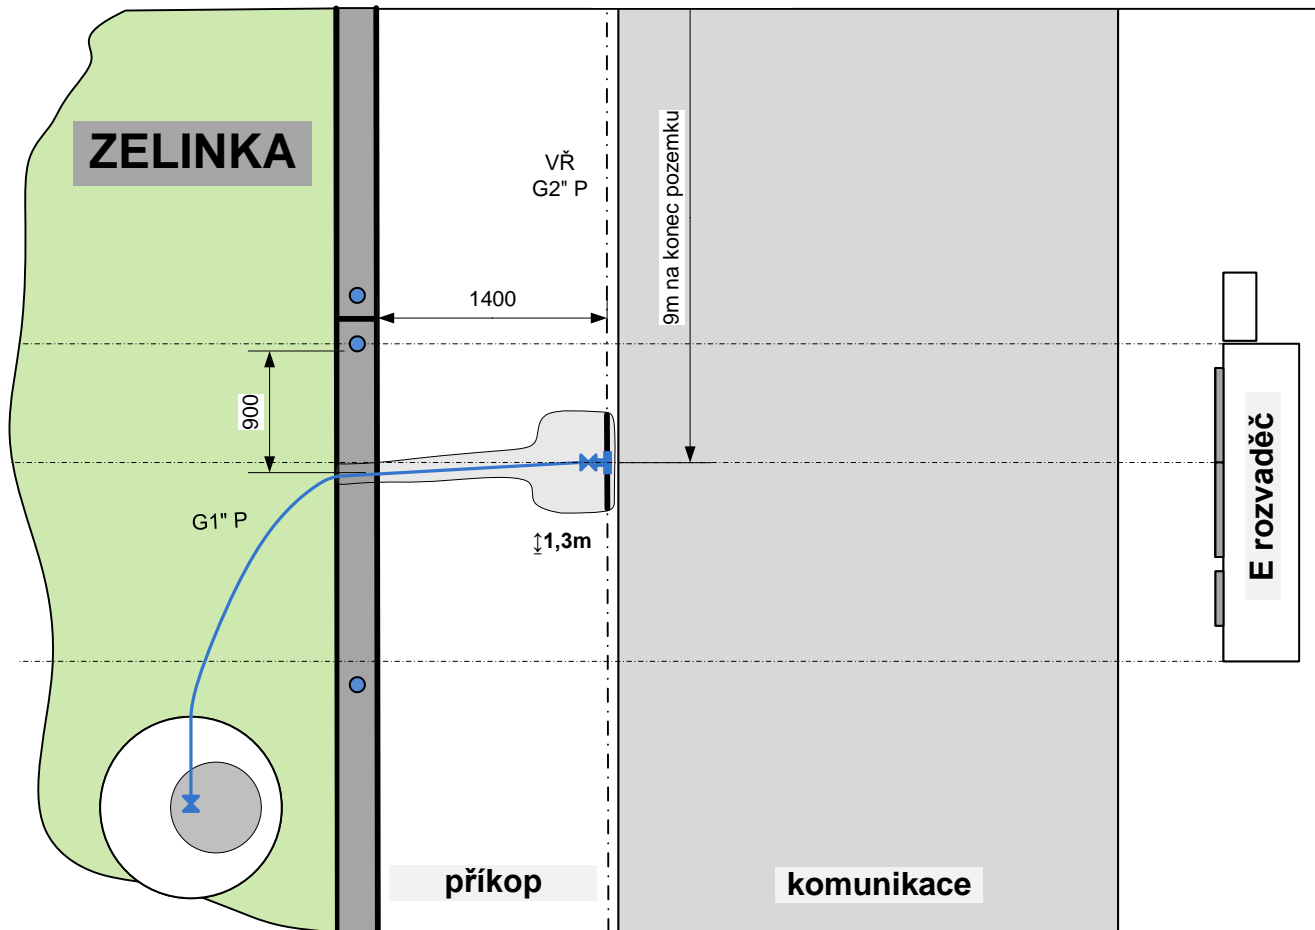 ZELINKA
VŘ
G2" P
9m na konec pozemku
1400
900
G1" P
1,3m
E rozvaděč
příkop
komunikace